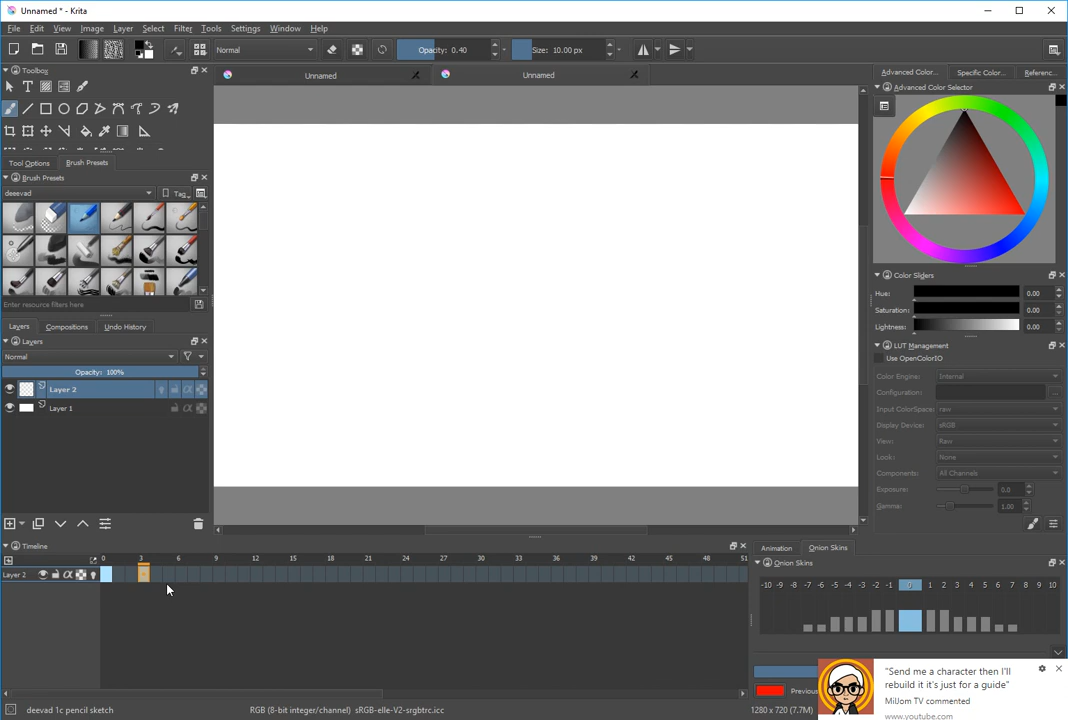 Unnamed * - Krita
File Edit View Image Layer Select Filter Tools Settings Window Help
Normal Opacity: 0.40 Size: 10.00 px
Toolbox Unnamed Unnamed Advanced Color... Specific Color... Referenc...
Advanced Color Selector
Tool Options Brush Presets
Brush Presets
deevad Tag
Enter resource filters here
Layers Compositions Undo History
Layers
Normal
Opacity: 100%
Layer 2
Layer 1
Color Sliders
Hue: 0.00
Saturation: 0.00
Lightness: 0.00
LUT Management
Use OpenColorIO
Color Engine: Internal
Configuration: ...
Input ColorSpace: raw
Display Device: sRGB
View: Raw
Look: None
Components: All Channels
Exposure: 0.0
Gamma: 1.00
Timeline
0 3 6 9 12 15 18 21 24 27 30 33 36 39 42 45 48 51
Layer 2
Animation Onion Skins
Onion Skins
-10 -9 -8 -7 -6 -5 -4 -3 -2 -1 0 1 2 3 4 5 6 7 8 9 10
Previous
"Send me a character then I'll
rebuild it it's just for a guide"
MilJom TV commented
www.youtube.com
deevad 1c pencil sketch RGB (8-bit integer/channel) sRGB-elle-V2-srgbtrc.icc 1280 x 720 (7.7M)